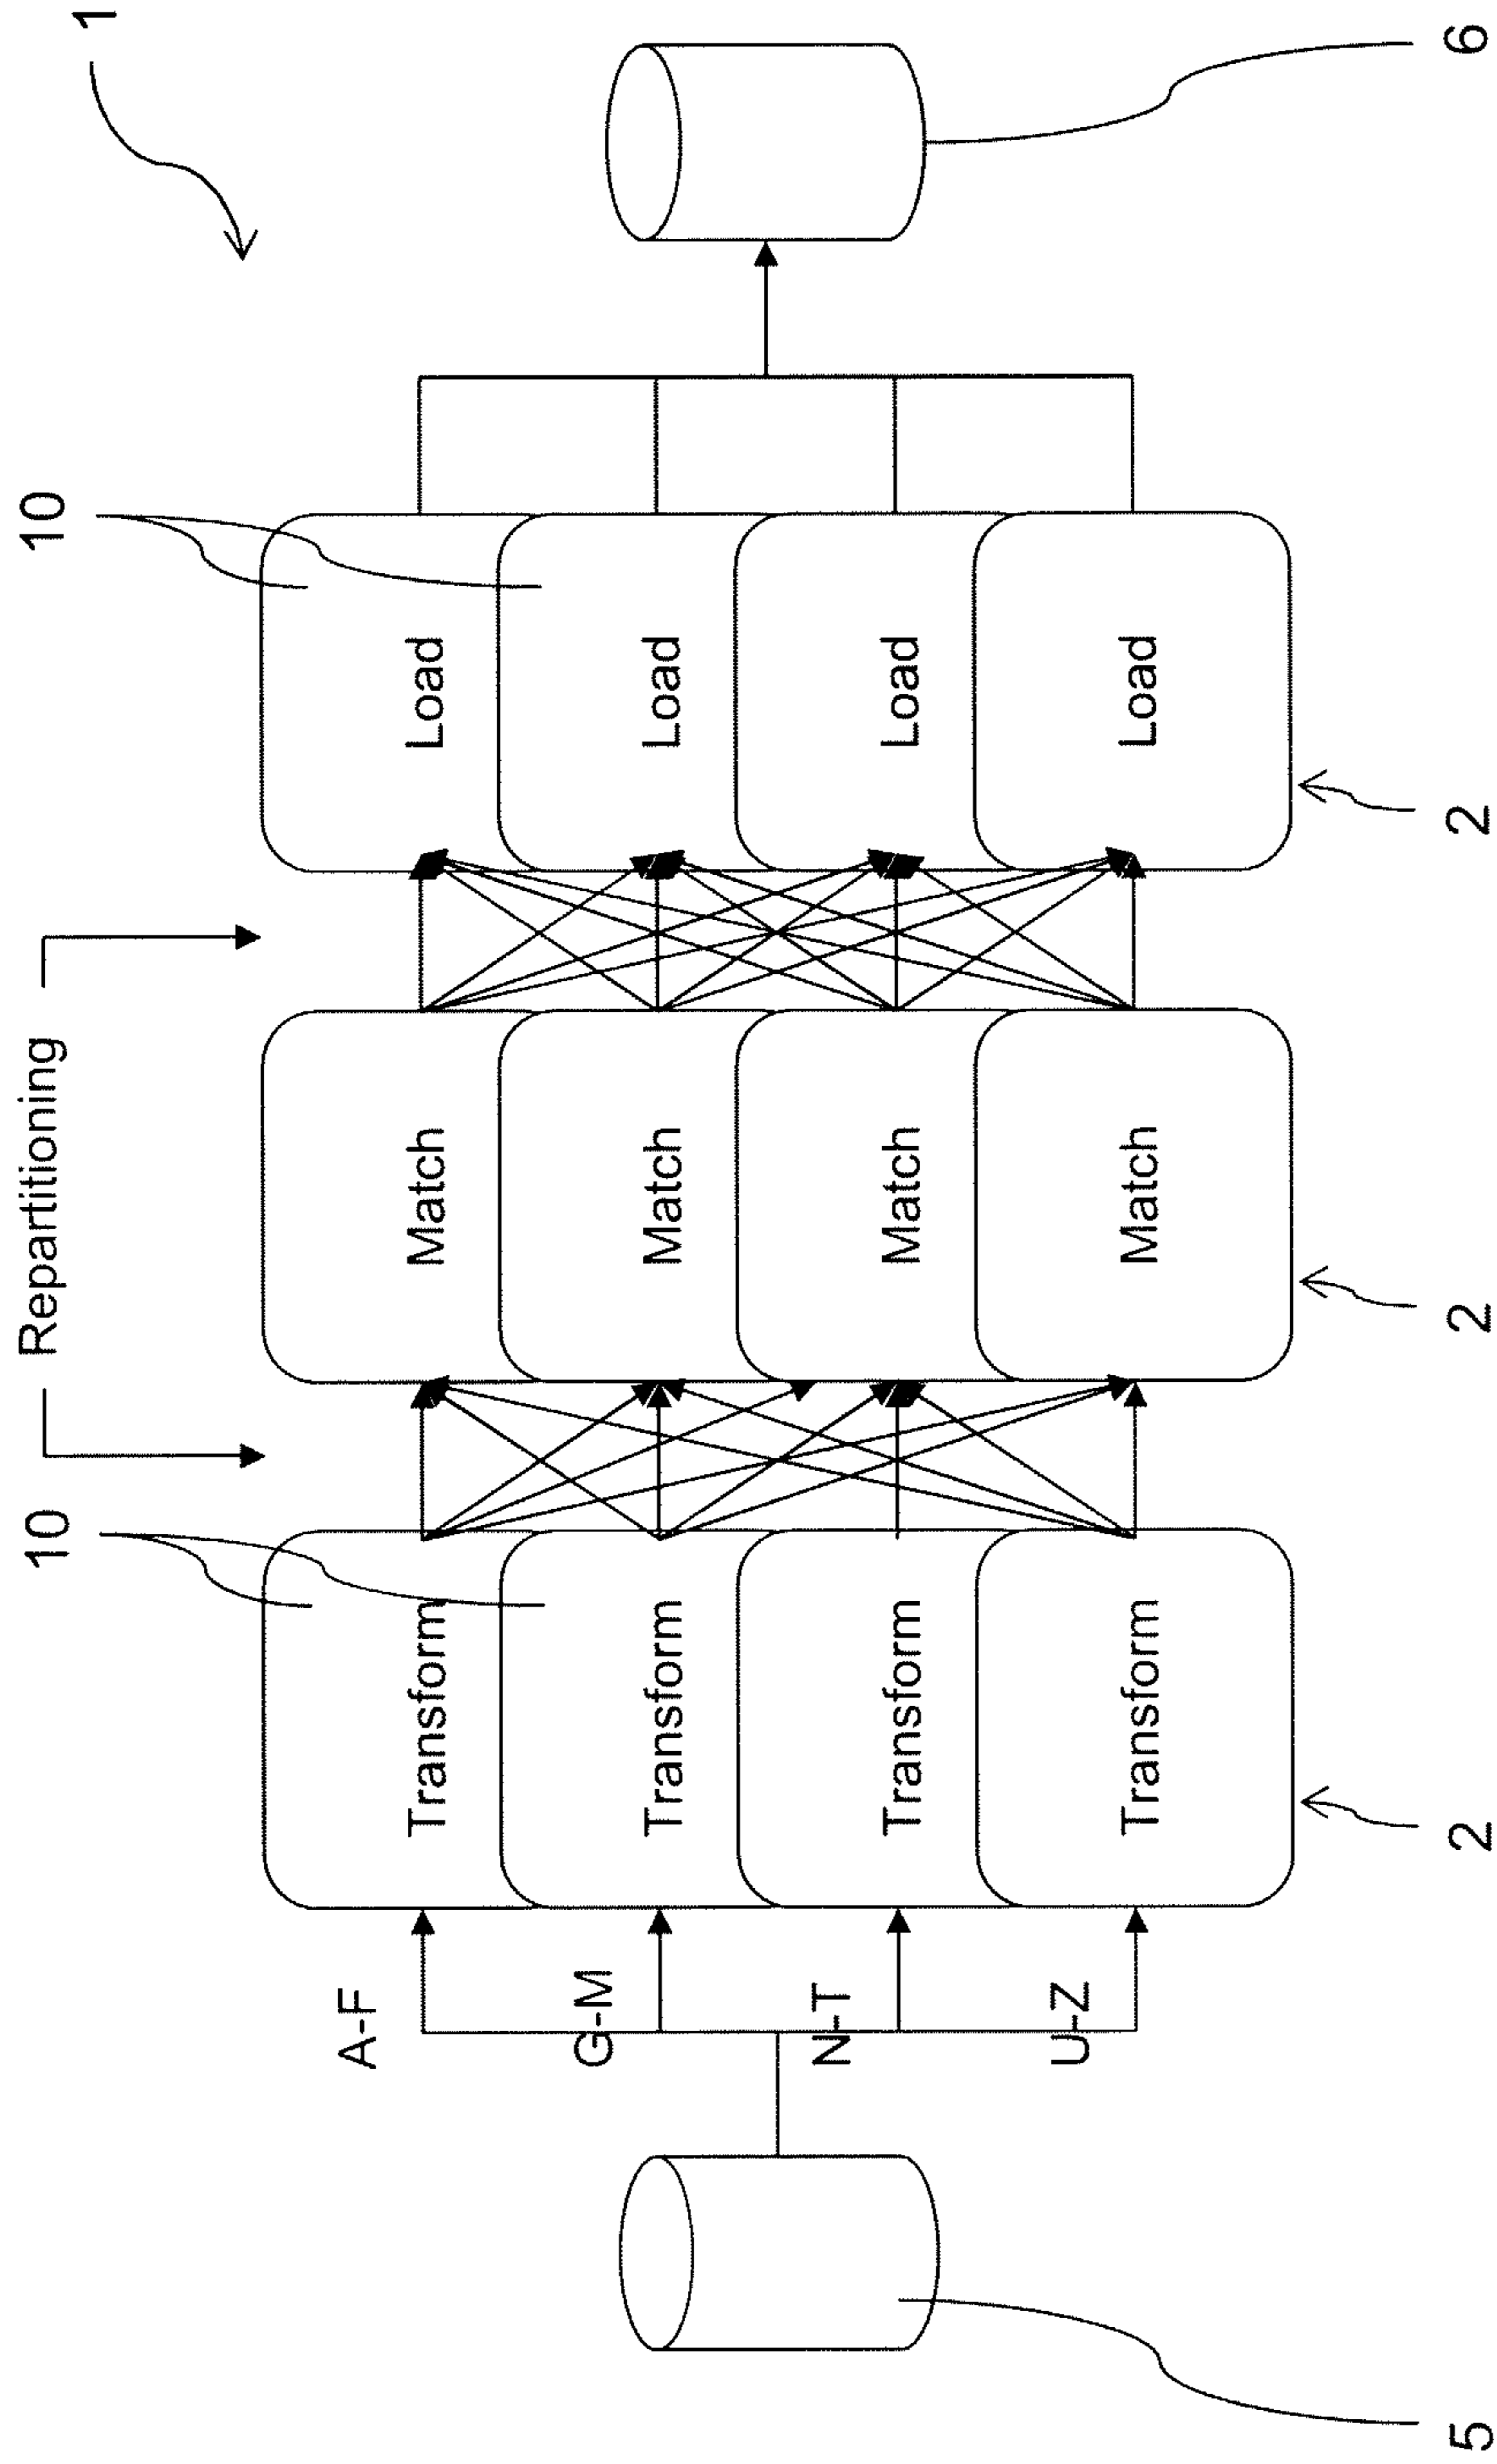 1
10
Repartitioning
10
A-F
G-M
N-T
U-Z
Transform
Transform
Transform
Transform
Match
Match
Match
Match
Load
Load
Load
Load
5
2
2
2
6